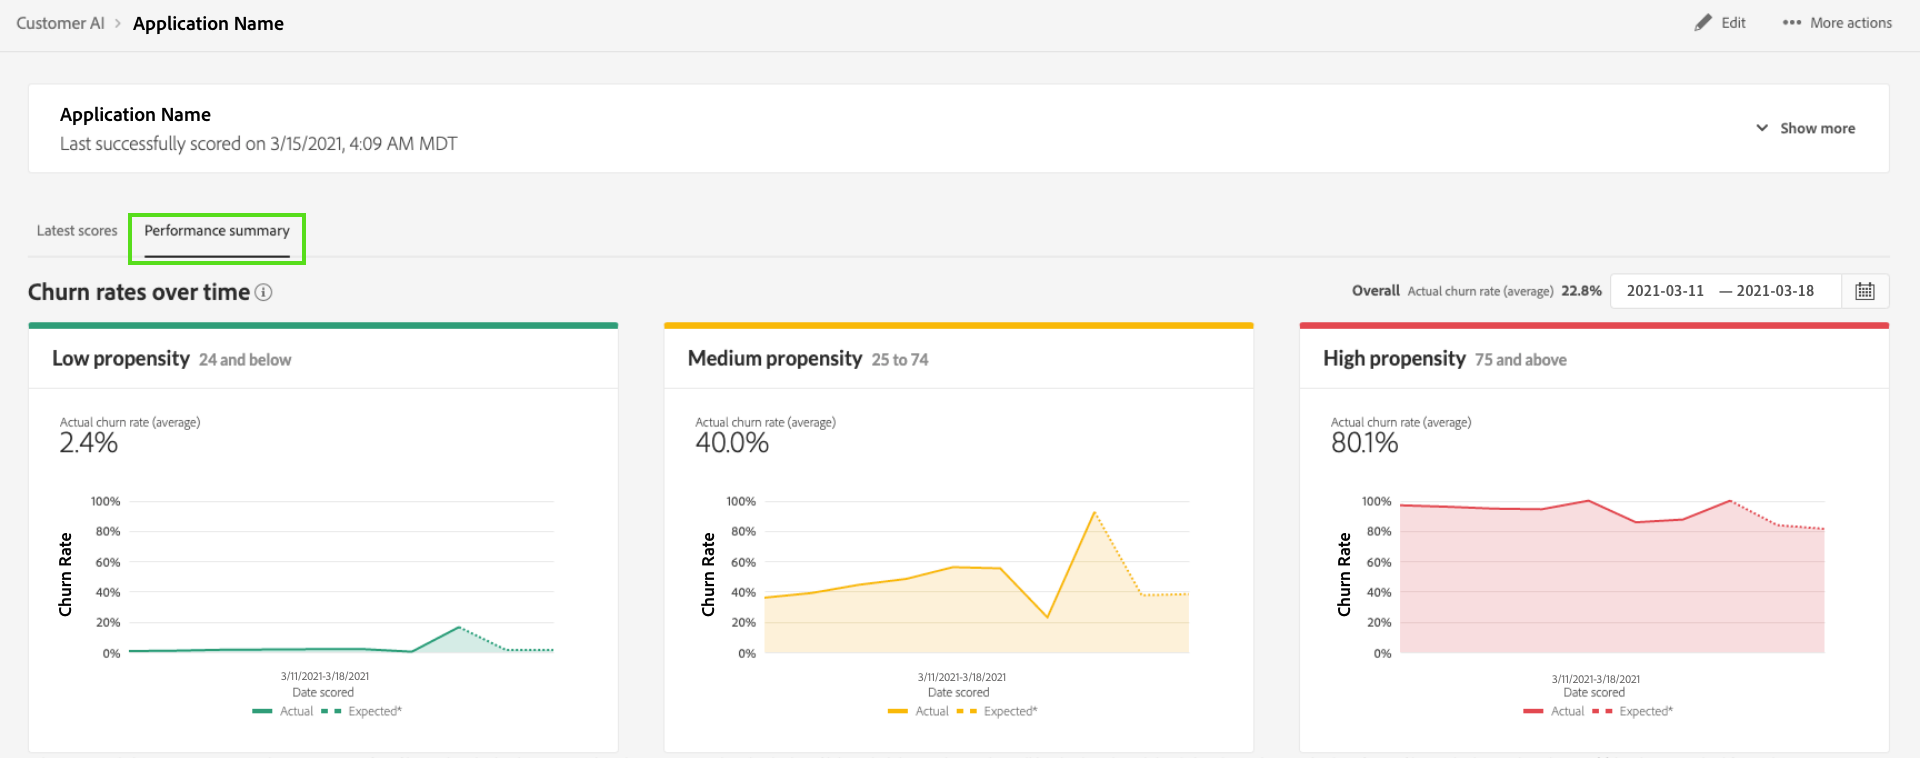 Customer AI > Application Name
Edit
More actions
Application Name
Last successfully scored on 3/15/2021, 4:09 AM MDT
Show more
Latest scores
Performance summary
Churn rates over time
Overall Actual churn rate (average) 22.8%
2021-03-11 — 2021-03-18
Low propensity 24 and below
Actual churn rate (average)
2.4%
Churn Rate
100%
80%
60%
40%
20%
0%
3/11/2021-3/18/2021
Date scored
Actual Expected*
Medium propensity 25 to 74
Actual churn rate (average)
40.0%
Churn Rate
100%
80%
60%
40%
20%
0%
3/11/2021-3/18/2021
Date scored
Actual Expected*
High propensity 75 and above
Actual churn rate (average)
80.1%
Churn Rate
100%
80%
60%
40%
20%
0%
3/11/2021-3/18/2021
Date scored
Actual Expected*